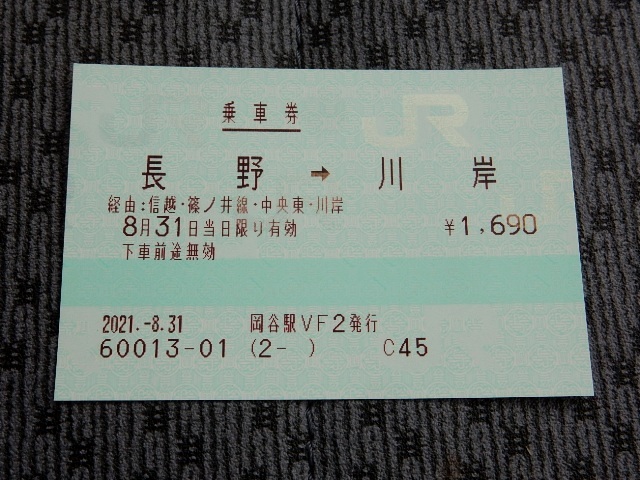 JR
乗車券
長野 → 川岸
経由:信越・篠ノ井線・中央東・川岸
8月31日当日限り有効 ¥1,690
下車前途無効
2021.-8.31 岡谷駅VF2発行
60013-01 (2- ) C45